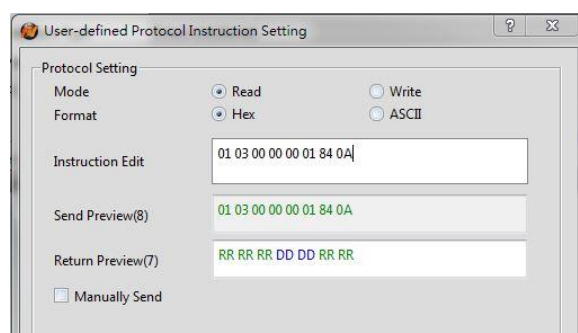 User-defined Protocol Instruction Setting
Protocol Setting
Mode Read Write
Format Hex ASCII
Instruction Edit 01 03 00 00 00 01 84 0A
Send Preview(8) 01 03 00 00 00 01 84 0A
Return Preview(7) RR RR RR DD DD RR RR
Manually Send